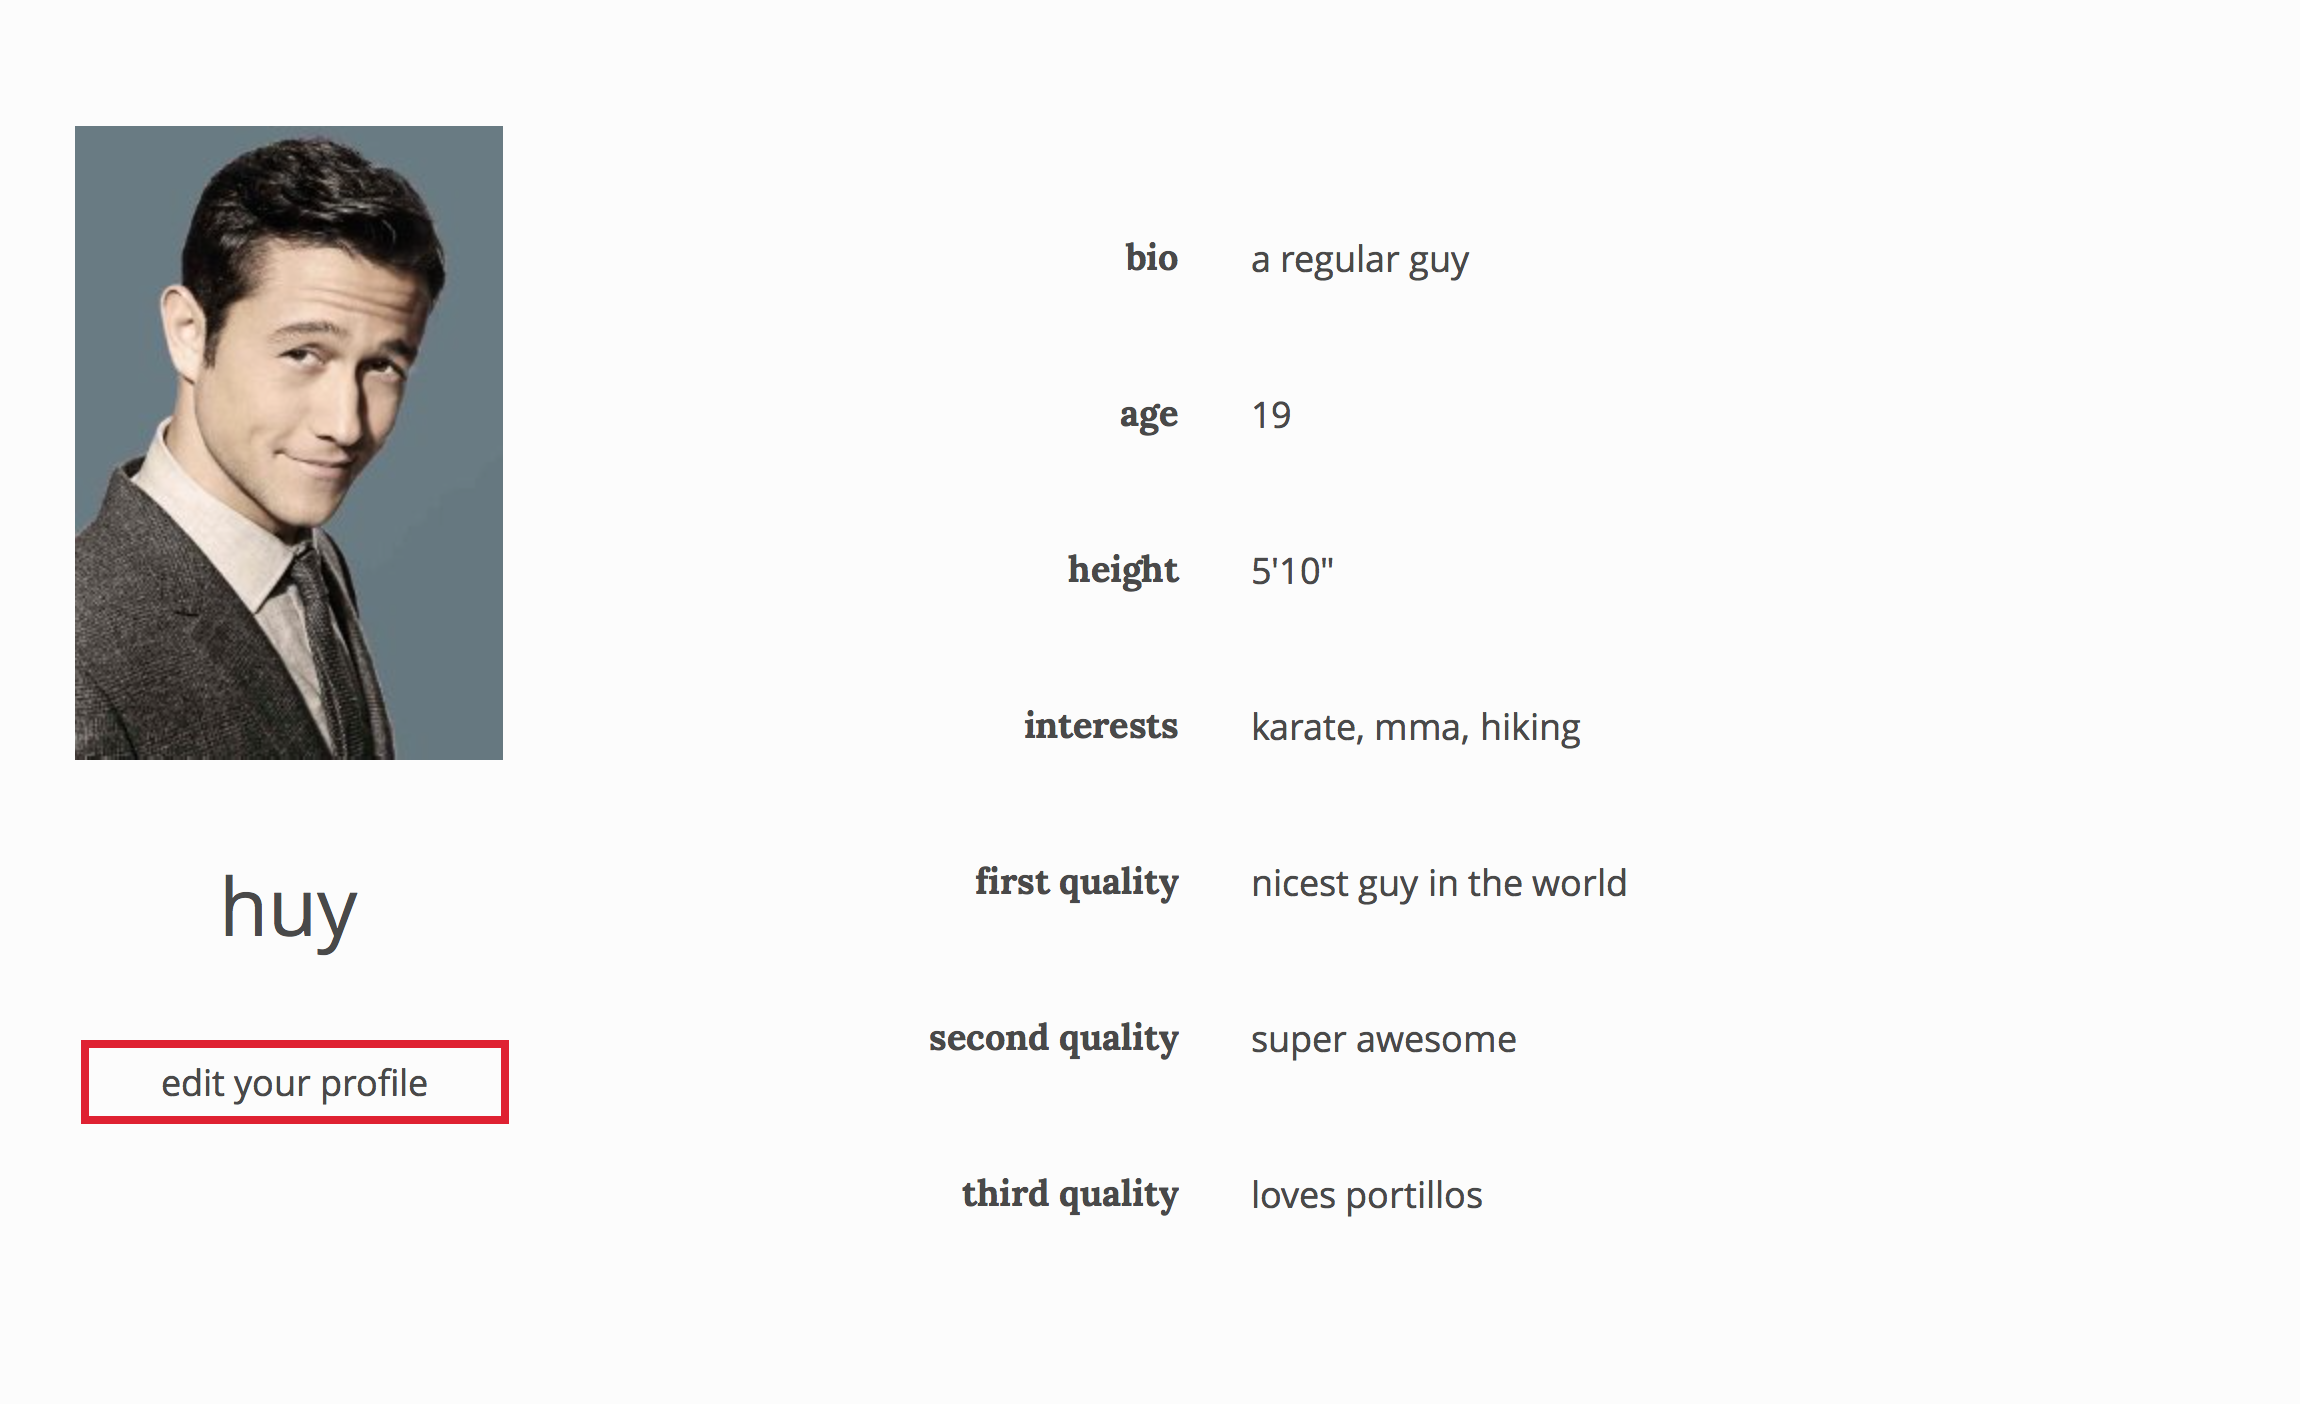 huy
edit your profile
bio a regular guy
age 19
height 5'10"
interests karate, mma, hiking
first quality nicest guy in the world
second quality super awesome
third quality loves portillos